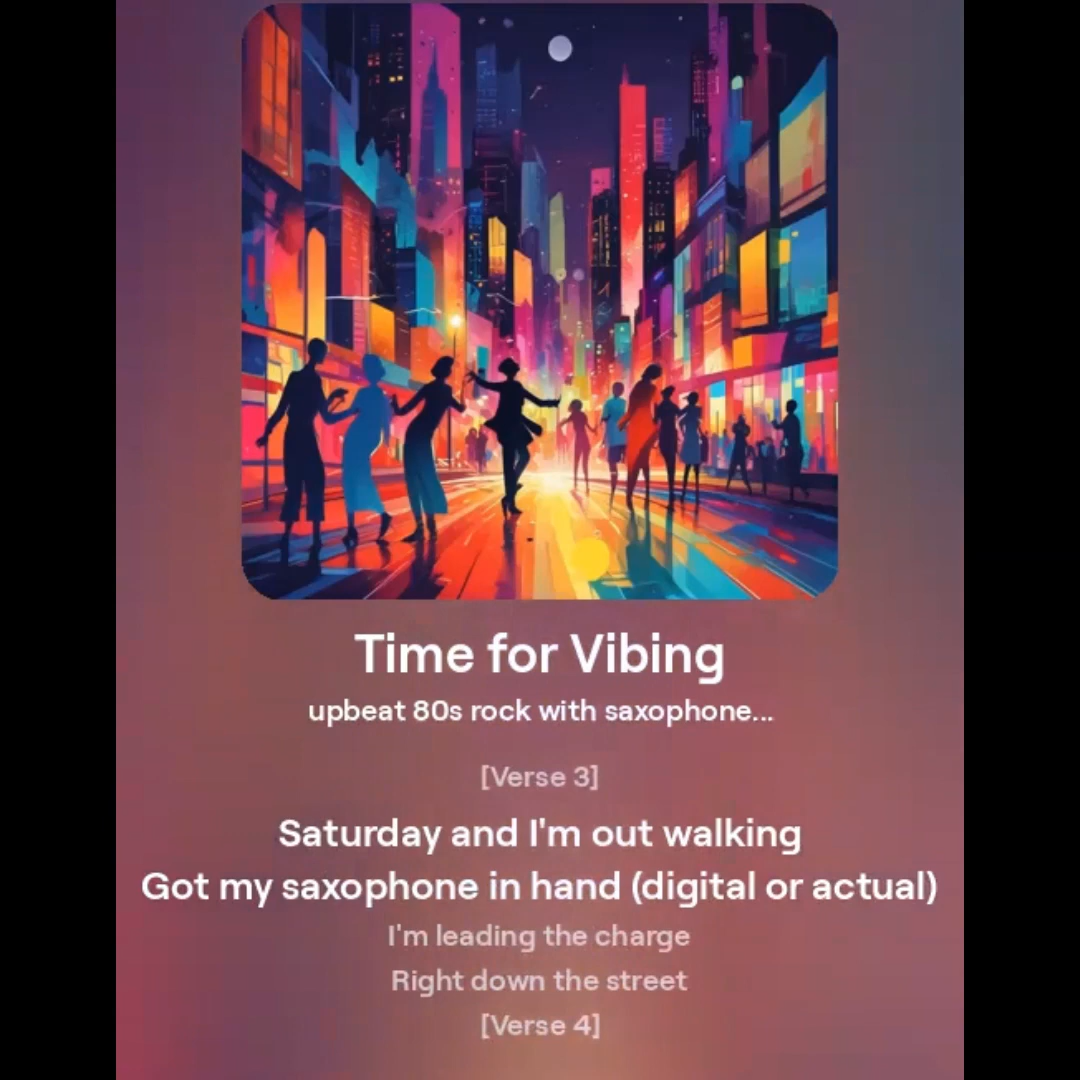 Time for Vibing
upbeat 80s rock with saxophone...
[Verse 3]
Saturday and I'm out walking
Got my saxophone in hand (digital or actual)
I'm leading the charge
Right down the street
[Verse 4]